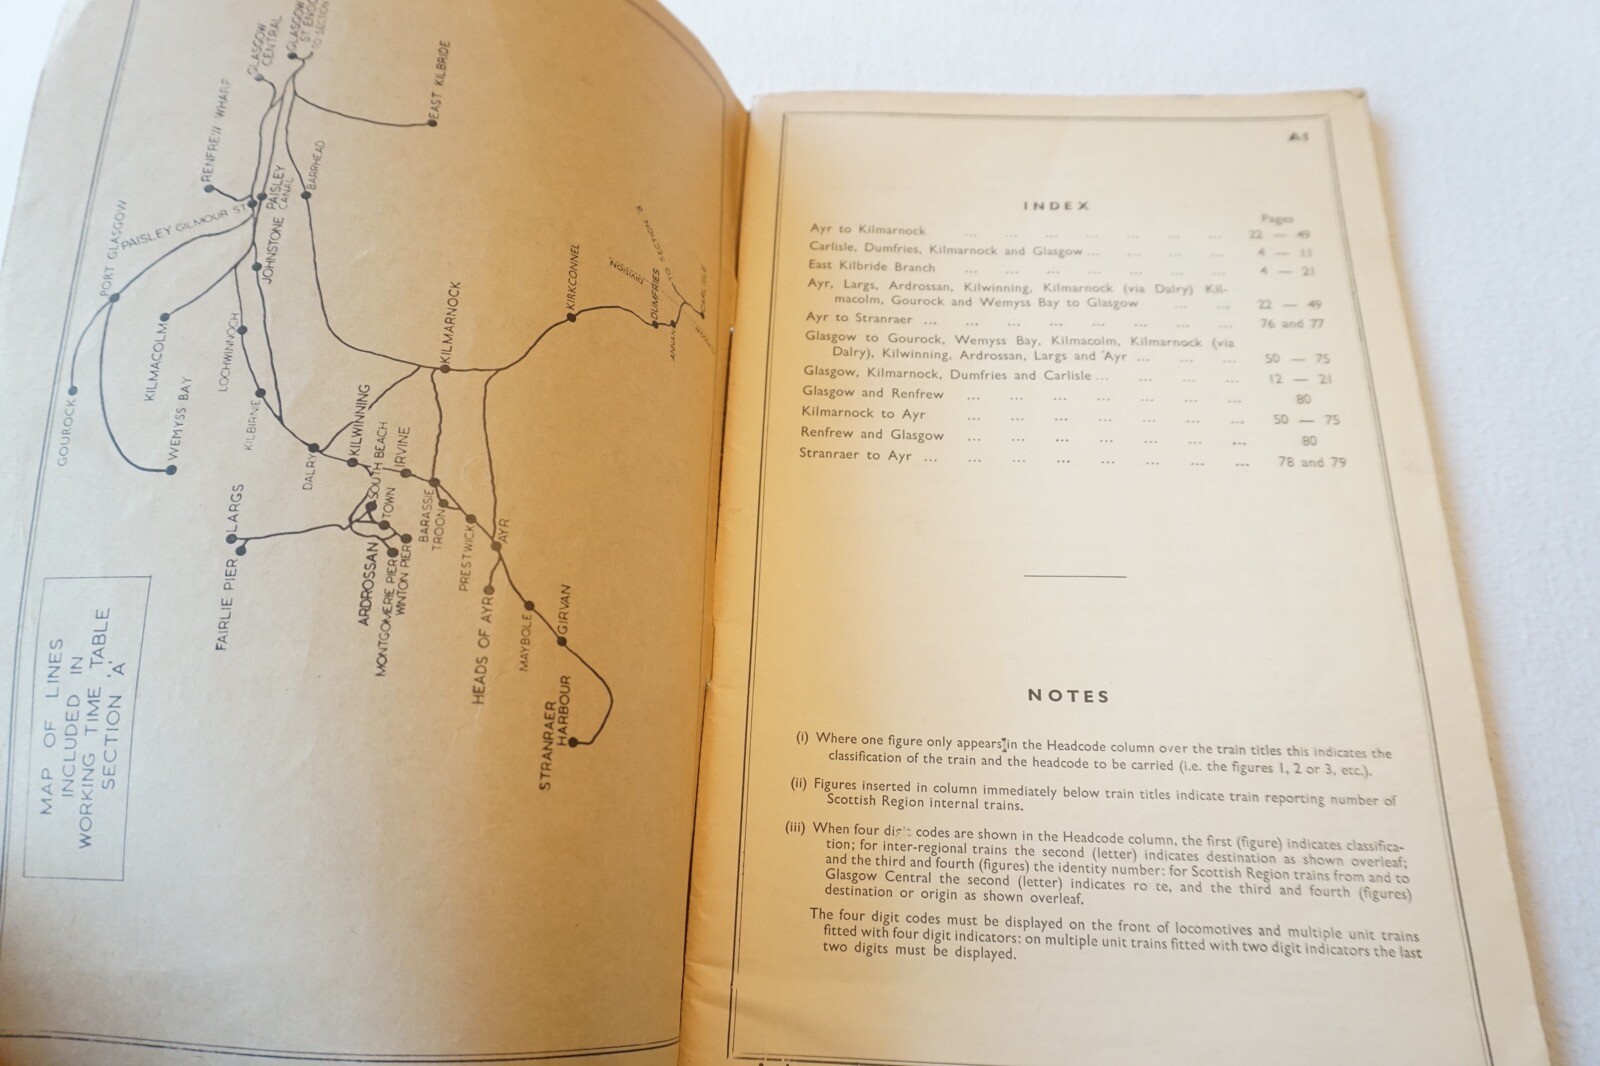 GLASGOW
CENTRAL
GLASGOW
TO SECTION
EAST KILBRIDE
RENFREW WHARF
PAISLEY
CANAL
BARRHEAD
PAISLEY GILMOUR ST
PORT GLASGOW
JOHNSTONE
KILMACOLM
LOCHWINNOCH
KILMARNOCK
KIRKCONNEL
DUMFRIES
GOUROCK
WEMYSS BAY
KILBIRNIE
DALRY
KILWINNING
SOUTH BEACH
TOWN
IRVINE
LARGS
FAIRLIE PIER
ARDROSSAN
MONTGOMERIE PIER
WINTON PIER
BARASSIE
TROON
PRESTWICK
AYR
HEADS OF AYR
MAYBOLE
GIRVAN
STRANRAER
HARBOUR
MAP OF LINES
INCLUDED IN
WORKING TIME TABLE
SECTION 'A'
INDEX
Pages
Ayr to Kilmarnock ... ... ... ... ... ... 22 — 49
Carlisle, Dumfries, Kilmarnock and Glasgow ... ... ... ... 4 — 11
East Kilbride Branch ... ... ... ... ... ... 4 — 21
Ayr, Largs, Ardrossan, Kilwinning, Kilmarnock (via Dalry) Kil-
macolm, Gourock and Wemyss Bay to Glasgow ... ... 22 — 49
Ayr to Stranraer ... ... ... ... ... ... ... 76 and 77
Glasgow to Gourock, Wemyss Bay, Kilmacolm, Kilmarnock (via
Dalry), Kilwinning, Ardrossan, Largs and Ayr ... ... ... 50 — 75
Glasgow, Kilmarnock, Dumfries and Carlisle ... ... ... ... 12 — 21
Glasgow and Renfrew ... ... ... ... ... ... ... 80
Kilmarnock to Ayr ... ... ... ... ... ... ... 50 — 75
Renfrew and Glasgow ... ... ... ... ... ... ... 80
Stranraer to Ayr ... ... ... ... ... ... ... ... 78 and 79
NOTES
(i) Where one figure only appears in the Headcode column over the train titles this indicates the
classification of the train and the headcode to be carried (i.e. the figures 1, 2 or 3, etc.).
(ii) Figures inserted in column immediately below train titles indicate train reporting number of
Scottish Region internal trains.
(iii) When four digit codes are shown in the Headcode column, the first (figure) indicates classifica-
tion; for inter-regional trains the second (letter) indicates destination as shown overleaf;
and the third and fourth (figures) the identity number: for Scottish Region trains from and to
Glasgow Central the second (letter) indicates route, and the third and fourth (figures)
destination or origin as shown overleaf.
The four digit codes must be displayed on the front of locomotives and multiple unit trains
fitted with four digit indicators: on multiple unit trains fitted with two digit indicators the last
two digits must be displayed.